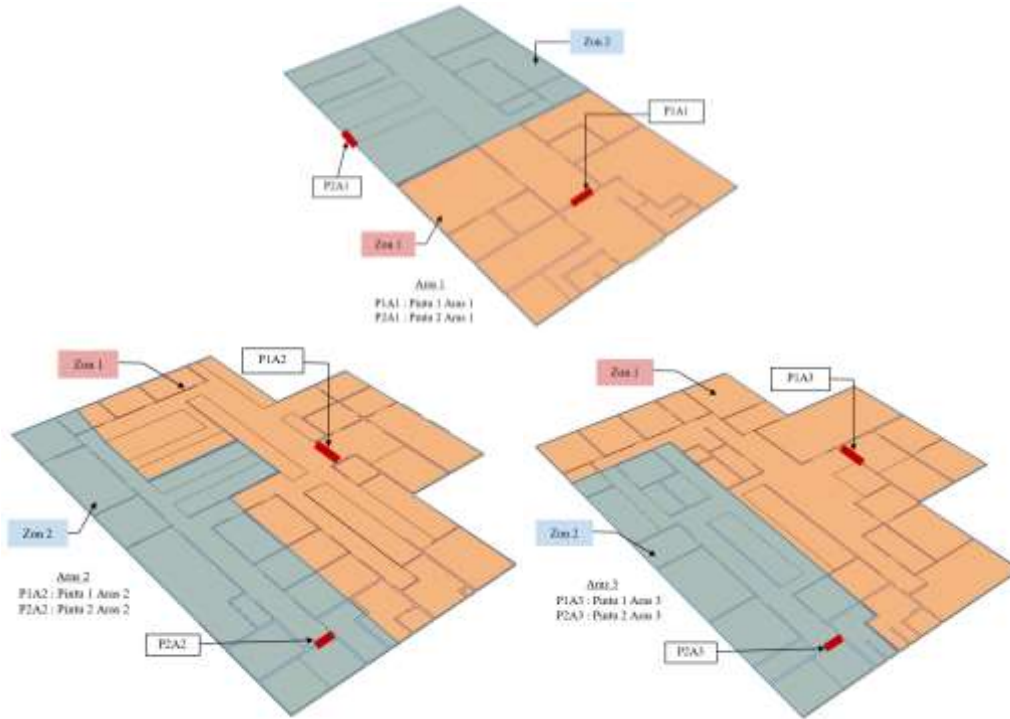 Zon 2
P1A1
P2A1
Zon 1
Aras 1
P1A1 : Pintu 1 Aras 1
P2A1 : Pintu 2 Aras 1
Zon 1
P1A2
Zon 2
Aras 2
P1A2 : Pintu 1 Aras 2
P2A2 : Pintu 2 Aras 2
P2A2
Zon 1
P1A3
Zon 2
Aras 3
P1A3 : Pintu 1 Aras 3
P2A3 : Pintu 2 Aras 3
P2A3